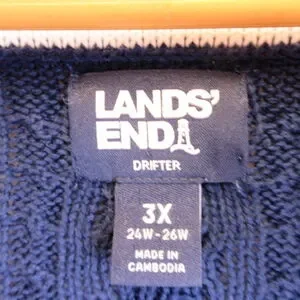 LANDS'
END
DRIFTER
3X
24W-26W
MADE IN
CAMBODIA